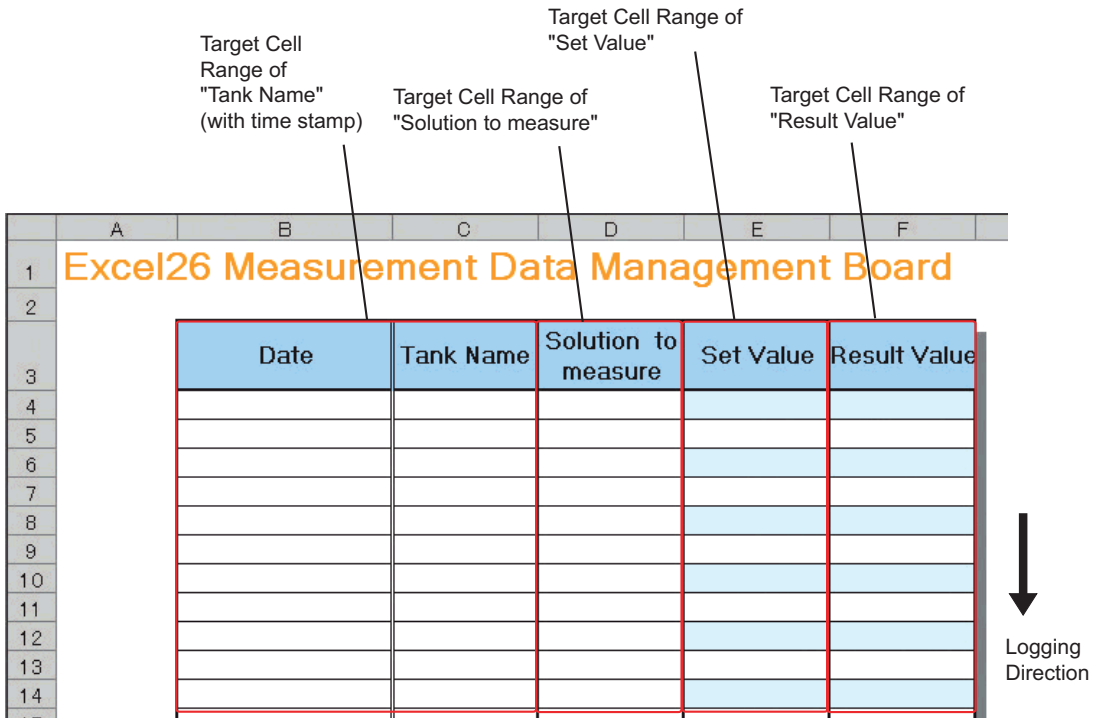 Target Cell Range of
"Set Value"
Target Cell
Range of
"Tank Name"
(with time stamp)
Target Cell Range of
"Solution to measure"
Target Cell Range of
"Result Value"
A B C D E F
1 Excel26 Measurement Data Management Board
2
3 Date Tank Name Solution to measure Set Value Result Value
4
5
6
7
8
9
10
11
12
13
14
Logging
Direction